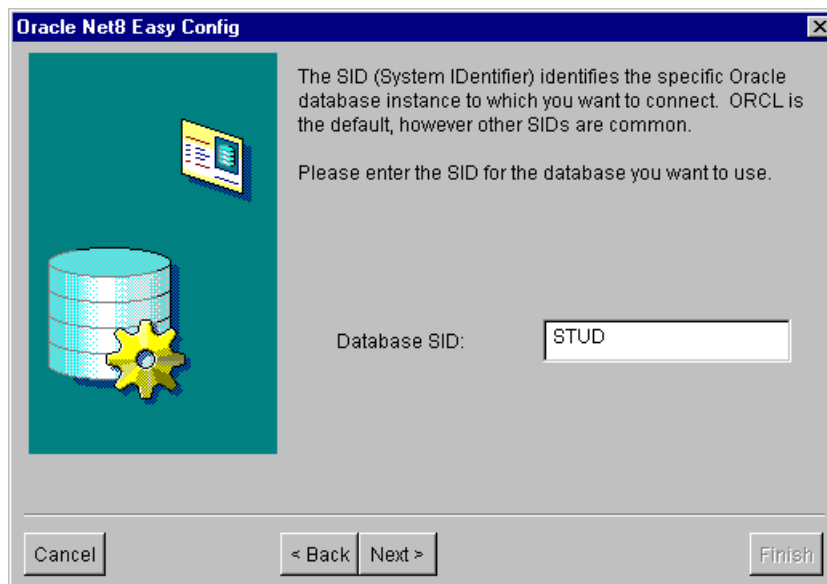 Oracle Net8 Easy Config
The SID (System IDentifier) identifies the specific Oracle
database instance to which you want to connect. ORCL is
the default, however other SIDs are common.
Please enter the SID for the database you want to use.
Database SID: STUD
Cancel < Back Next > Finish